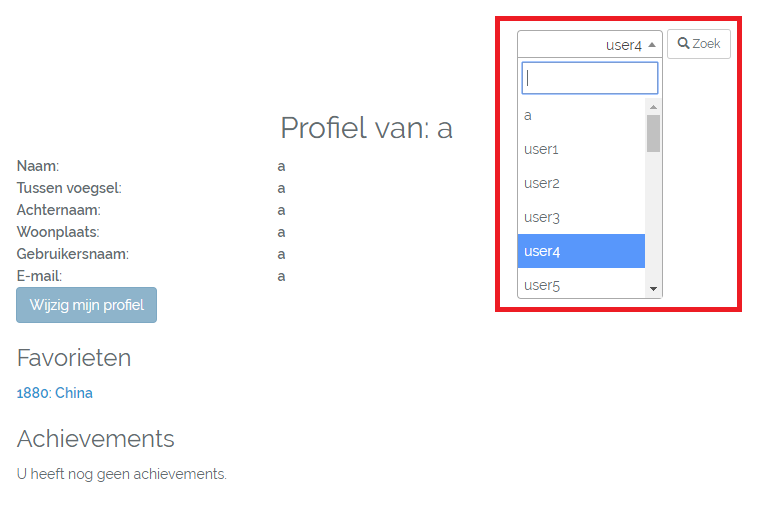 user4 Zoek
a
user1
user2
user3
user4
user5
Profiel van: a
Naam: a
Tussen voegsel: a
Achternaam: a
Woonplaats: a
Gebruikersnaam: a
E-mail: a
Wijzig mijn profiel
Favorieten
1880: China
Achievements
U heeft nog geen achievements.